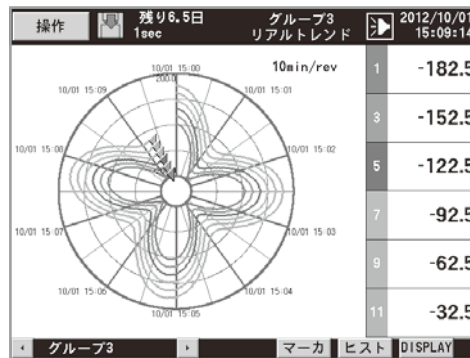 操作
残り6.5日
1sec
グループ3
リアルトレンド
2012/10/01
15:09:14
10min/rev
10/01 15:00
200.0
10/01 15:01
10/01 15:02
10/01 15:03
10/01 15:04
10/01 15:05
10/01 15:06
10/01 15:07
10/01 15:08
10/01 15:09
1 -182.5
3 -152.5
5 -122.5
7 -92.5
9 -62.5
11 -32.5
グループ3
マーカ
ヒスト
DISPLAY